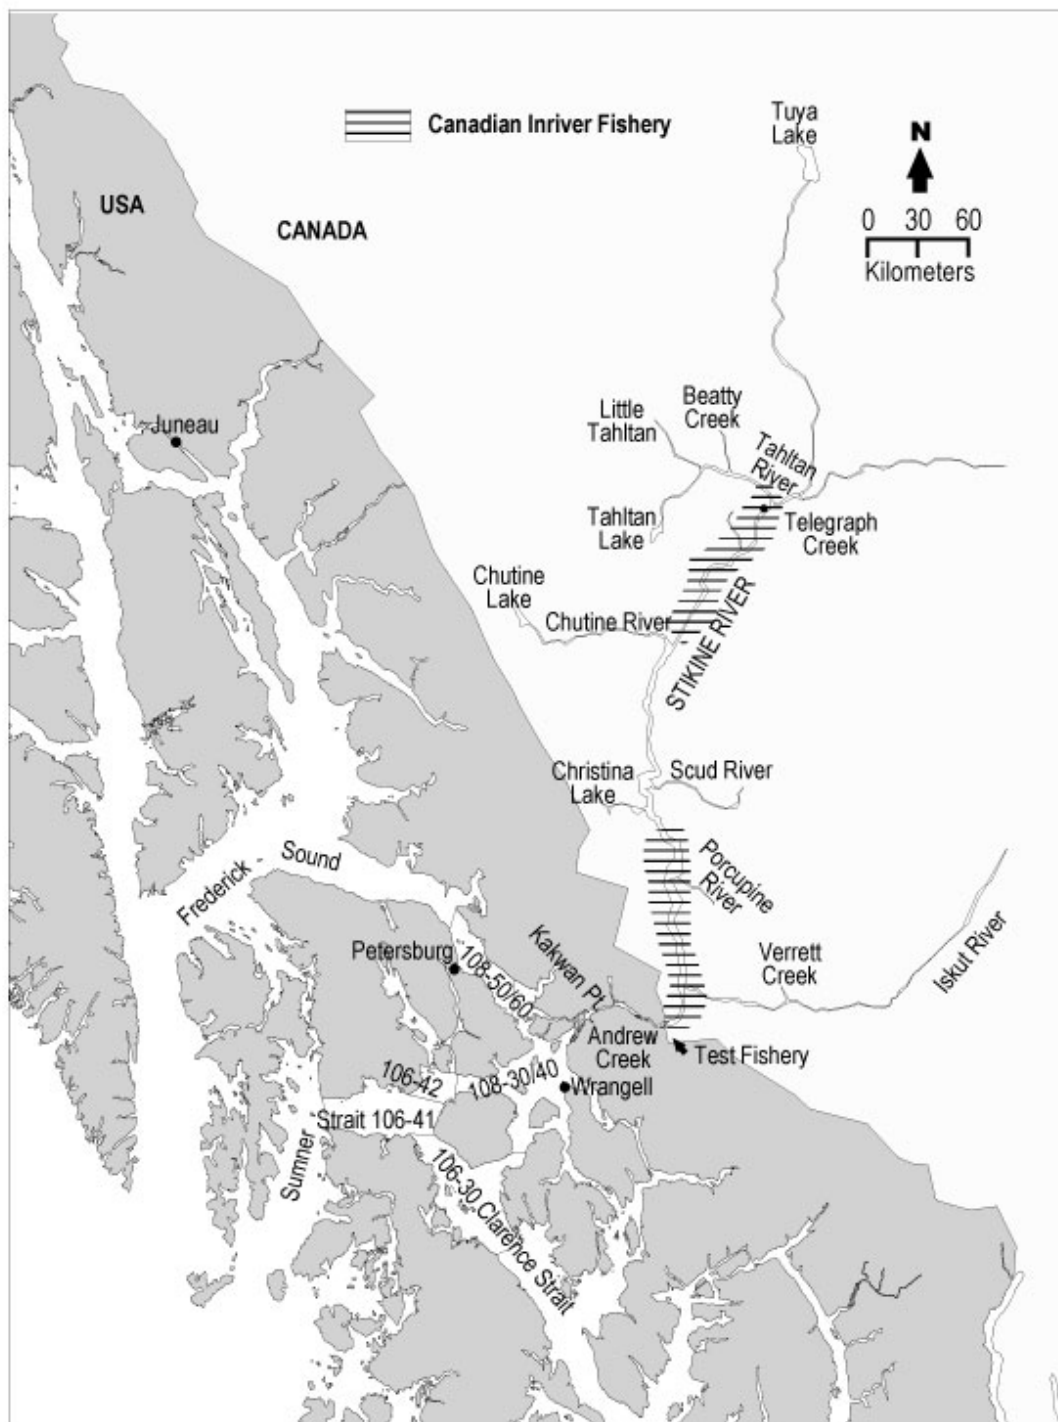 Tuya
Lake
Canadian Inriver Fishery
N
USA
CANADA
0 30 60
Kilometers
Beatty
Creek
Little
Tahltan
Juneau
Tahltan
River
Tahltan
Lake
Telegraph
Creek
Chutine
Lake
Chutine River
STIKINE RIVER
Christina
Lake
Scud River
Sound
Frederick
Porcupine
River
Petersburg
108-50/60
Kakwan Pt.
Verrett
Creek
Iskut River
Andrew
Creek
Test Fishery
106-42
108-30/40
Wrangell
Strait 106-41
Sumner
106-30 Clarence Strait